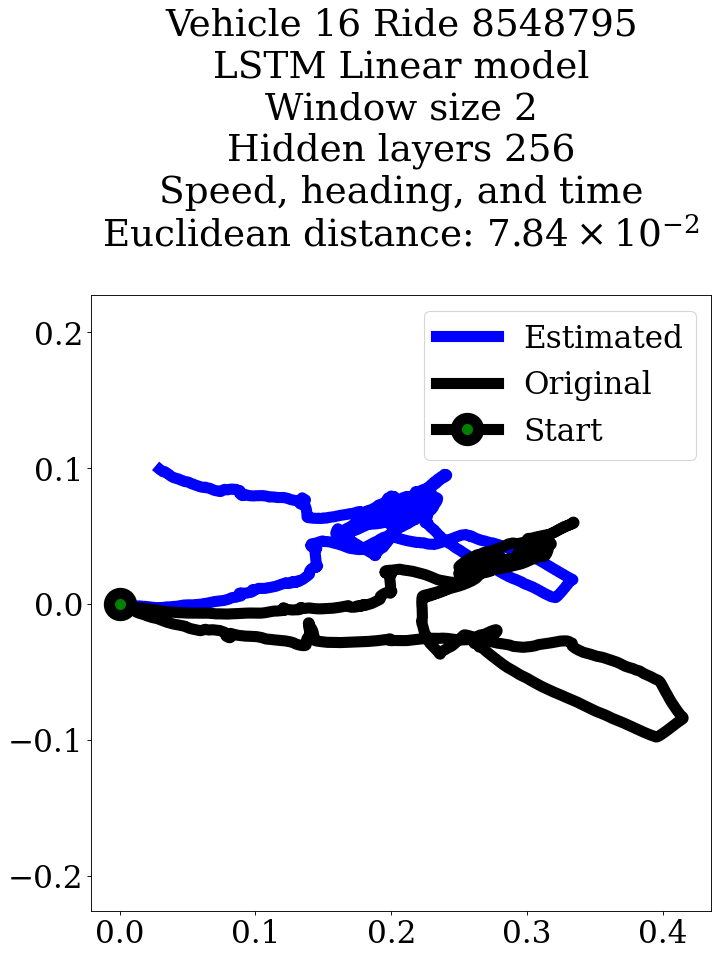 Vehicle 16 Ride 8548795
LSTM Linear model
Window size 2
Hidden layers 256
Speed, heading, and time
Euclidean distance: 7.84 × 10⁻²
Estimated
Original
Start
0.2
0.1
0.0
−0.1
−0.2
0.0 0.1 0.2 0.3 0.4